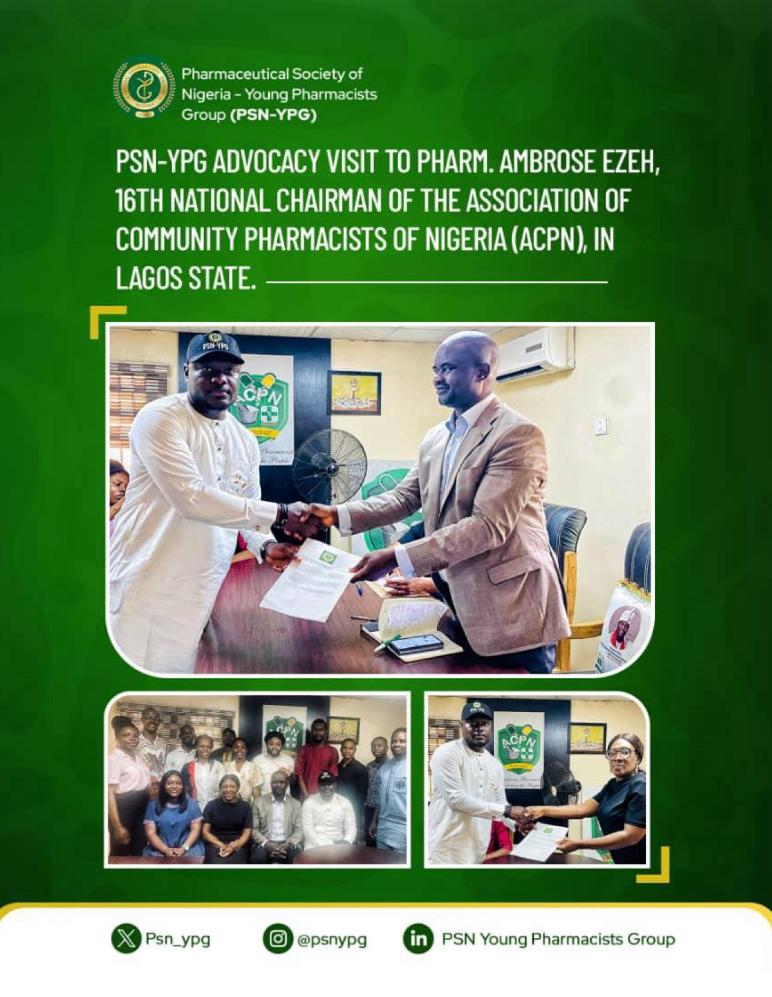 Pharmaceutical Society of
Nigeria - Young Pharmacists
Group (PSN-YPG)
PSN-YPG ADVOCACY VISIT TO PHARM. AMBROSE EZEH,
16TH NATIONAL CHAIRMAN OF THE ASSOCIATION OF
COMMUNITY PHARMACISTS OF NIGERIA (ACPN), IN
LAGOS STATE.
PSN-YPG
ACPN
ACPN
Psn_ypg
@psnypg
PSN Young Pharmacists Group